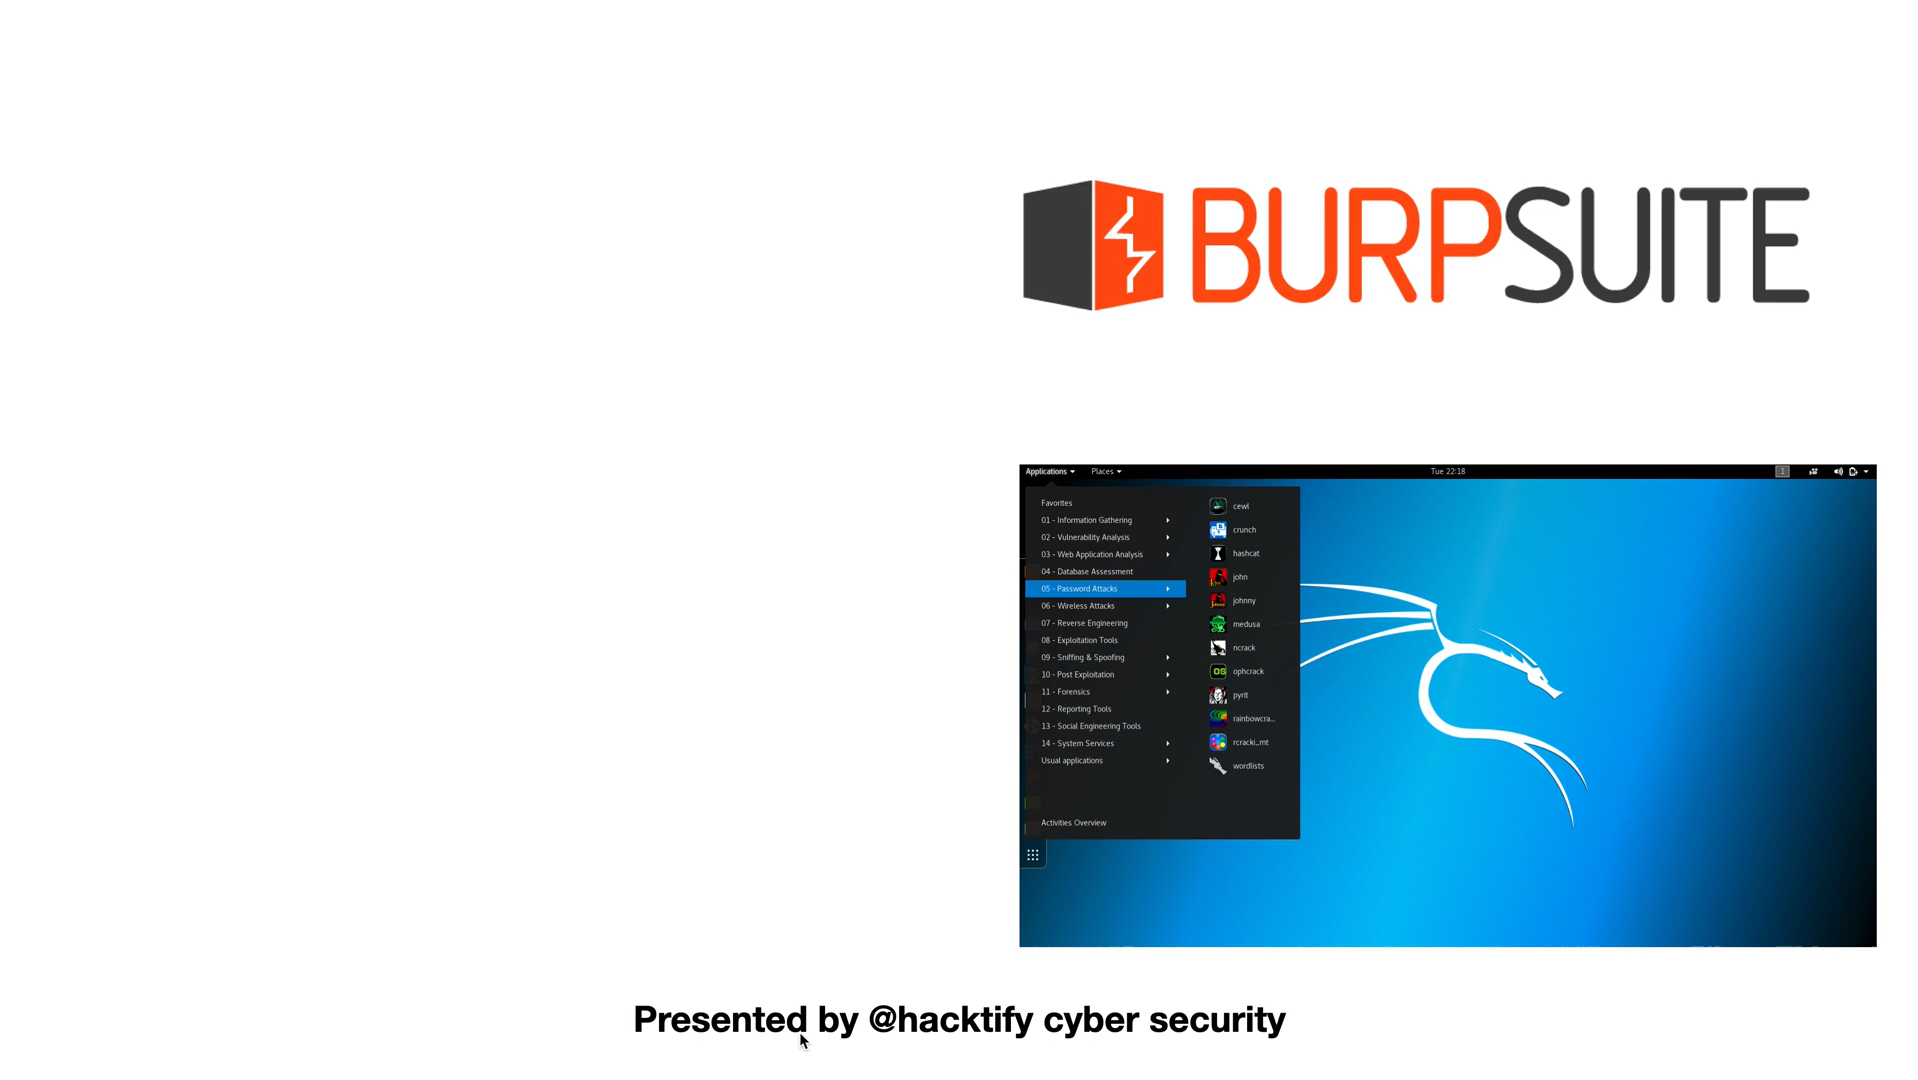 BURPSUITE
Applications Places Tue 22:18 1
Favorites
01 - Information Gathering
02 - Vulnerability Analysis
03 - Web Application Analysis
04 - Database Assessment
05 - Password Attacks
06 - Wireless Attacks
07 - Reverse Engineering
08 - Exploitation Tools
09 - Sniffing & Spoofing
10 - Post Exploitation
11 - Forensics
12 - Reporting Tools
13 - Social Engineering Tools
14 - System Services
Usual applications
Activities Overview
cewl
crunch
hashcat
john
johnny
medusa
ncrack
ophcrack
pyrit
rainbowcra...
rcracki_mt
wordlists
Presented by @hacktify cyber security